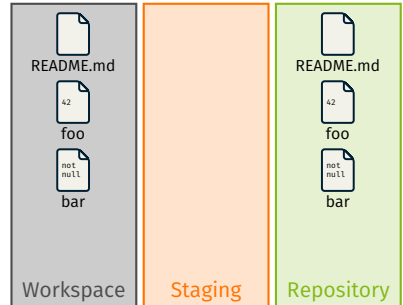 README.md
42
foo
not
null
bar
Workspace
Staging
README.md
42
foo
not
null
bar
Repository